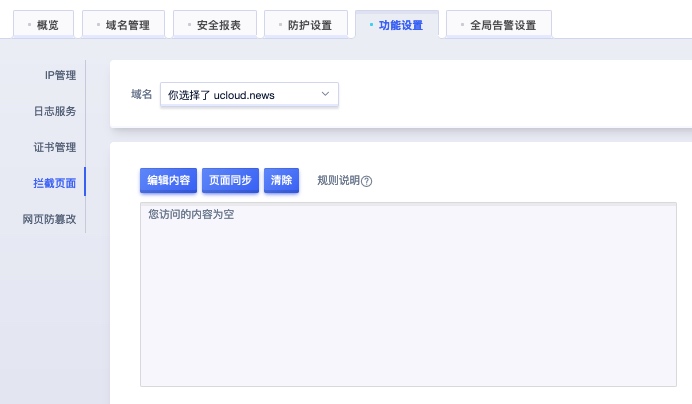 概览 域名管理 安全报表 防护设置 功能设置 全局告警设置
IP管理
日志服务
证书管理
拦截页面
网页防篡改
域名 你选择了 ucloud.news
编辑内容 页面同步 清除 规则说明?
您访问的内容为空